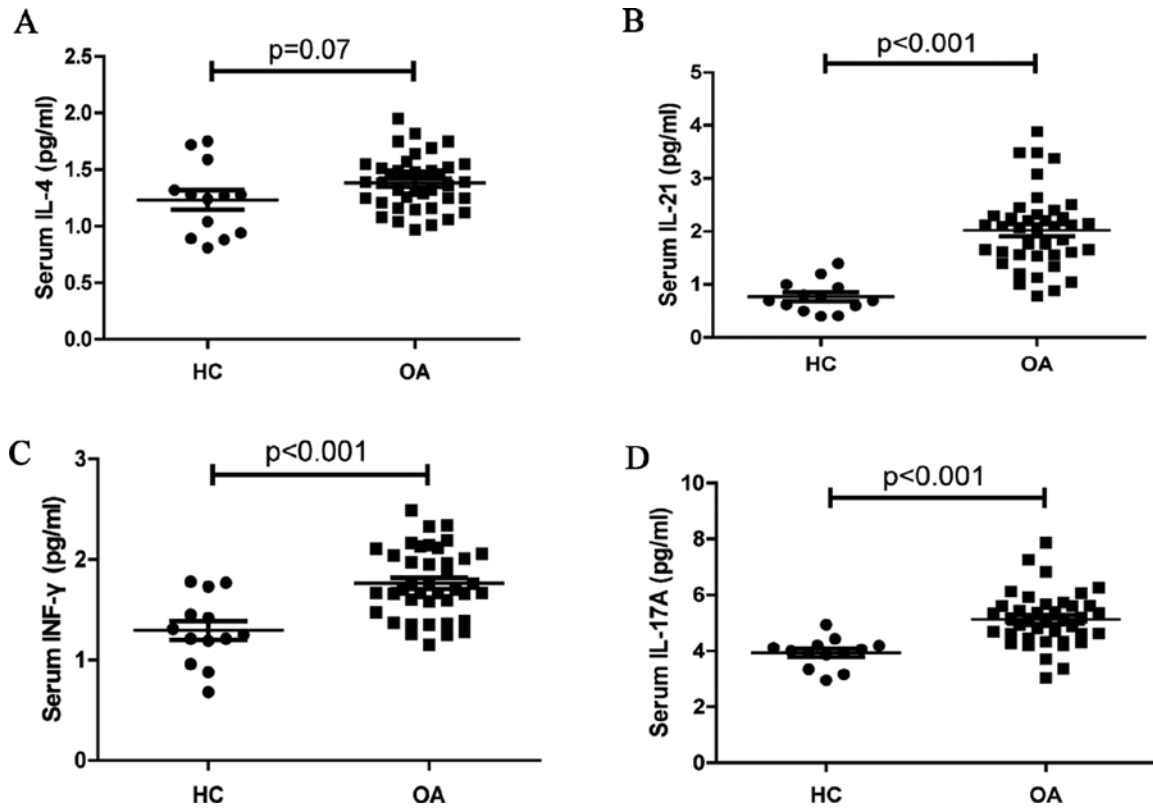 A
p=0.07
Serum IL-4 (pg/ml)
2.5
2.0
1.5
1.0
0.5
0.0
HC
OA
B
p<0.001
Serum IL-21 (pg/ml)
5
4
3
2
1
0
HC
OA
C
p<0.001
Serum INF-γ (pg/ml)
3
2
1
0
HC
OA
D
p<0.001
Serum IL-17A (pg/ml)
10
8
6
4
2
0
HC
OA